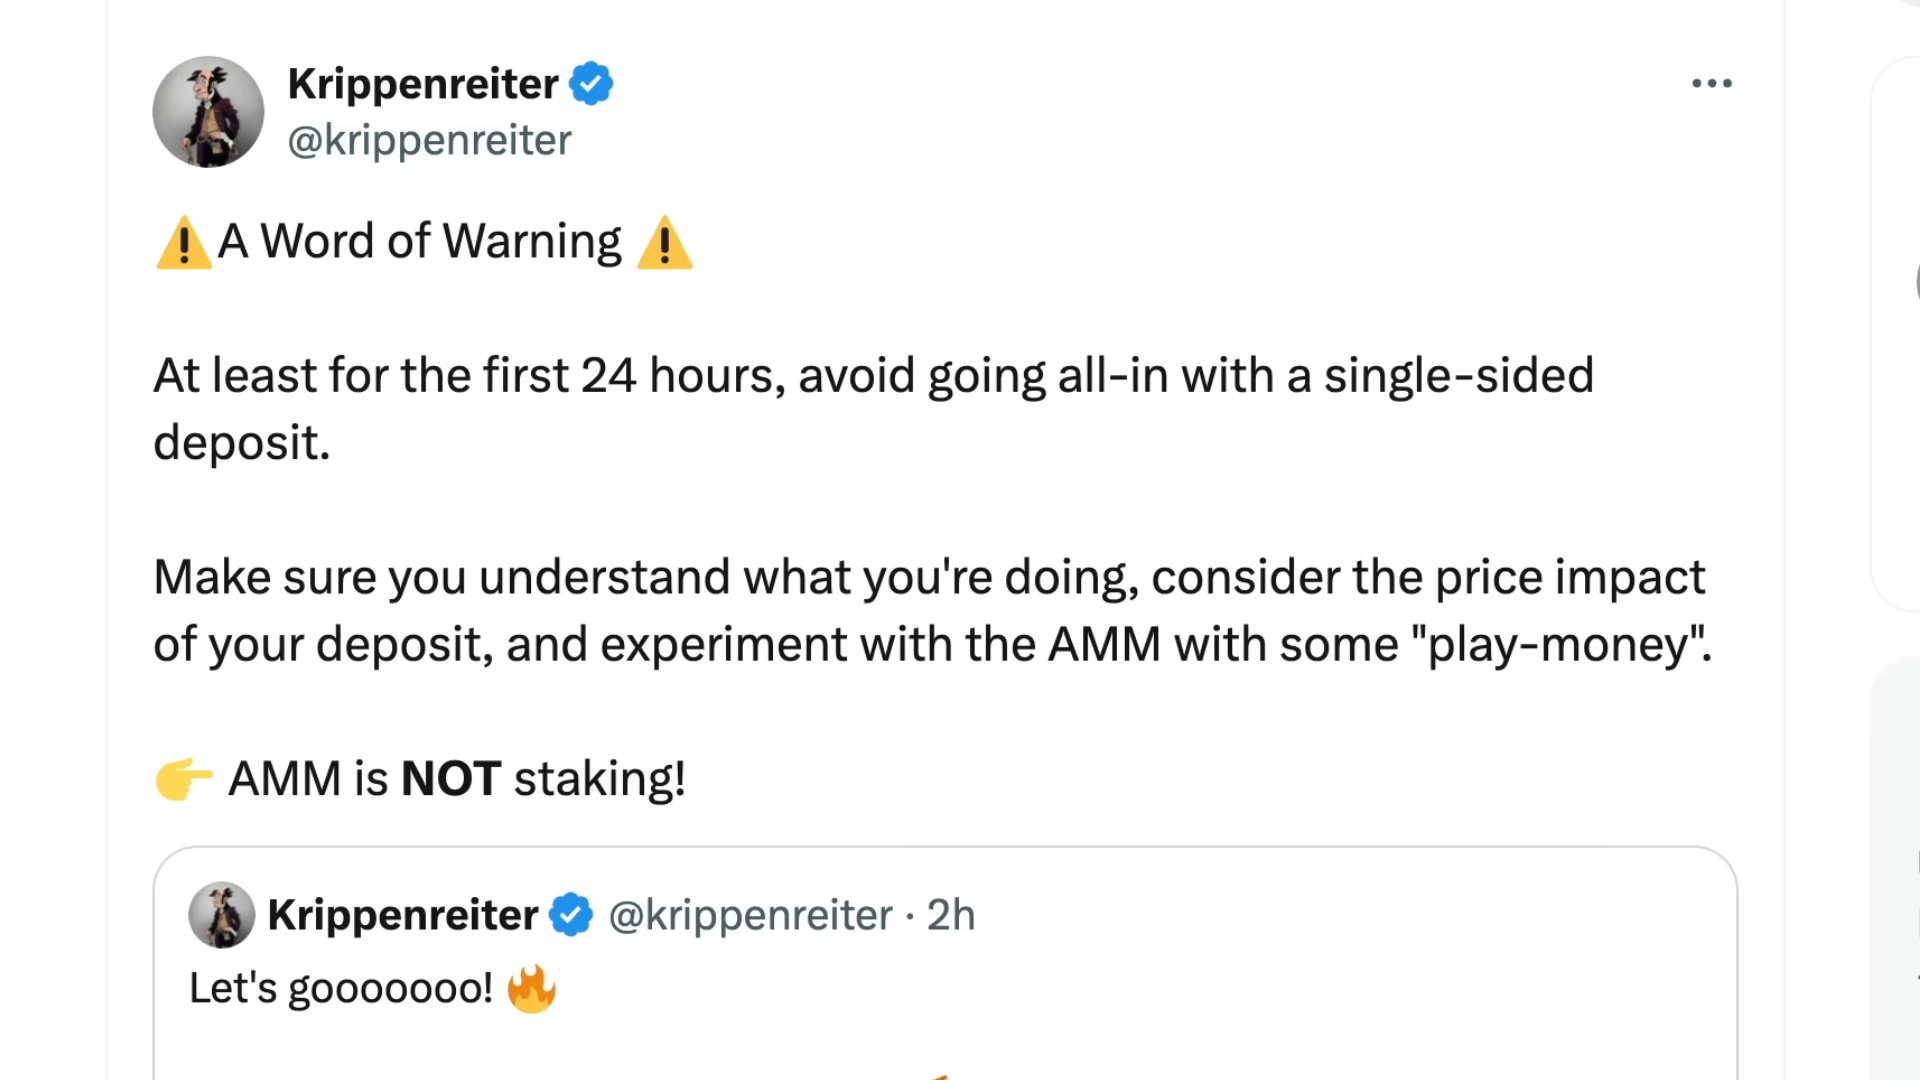 Krippenreiter
@krippenreiter
⚠️A Word of Warning ⚠️
At least for the first 24 hours, avoid going all-in with a single-sided
deposit.
Make sure you understand what you're doing, consider the price impact
of your deposit, and experiment with the AMM with some "play-money".
👉 AMM is NOT staking!
Krippenreiter @krippenreiter · 2h
Let's gooooooo! 🔥